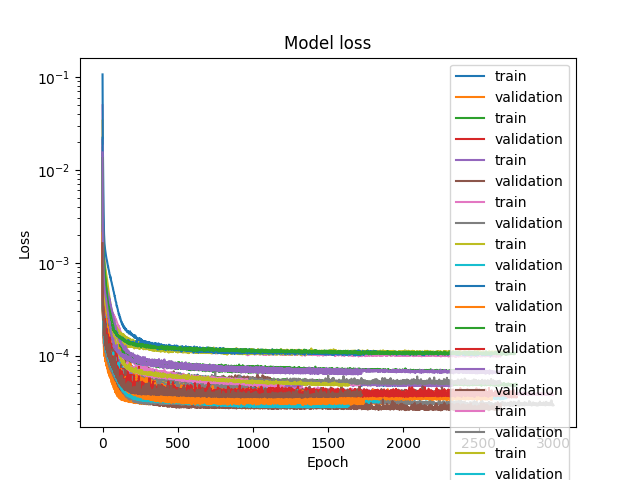 Model loss
Loss
10⁻¹
10⁻²
10⁻³
10⁻⁴
0
500
1000
1500
2000
2500
3000
Epoch
train
validation
train
validation
train
validation
train
validation
train
validation
train
validation
train
validation
train
validation
train
validation
train
validation